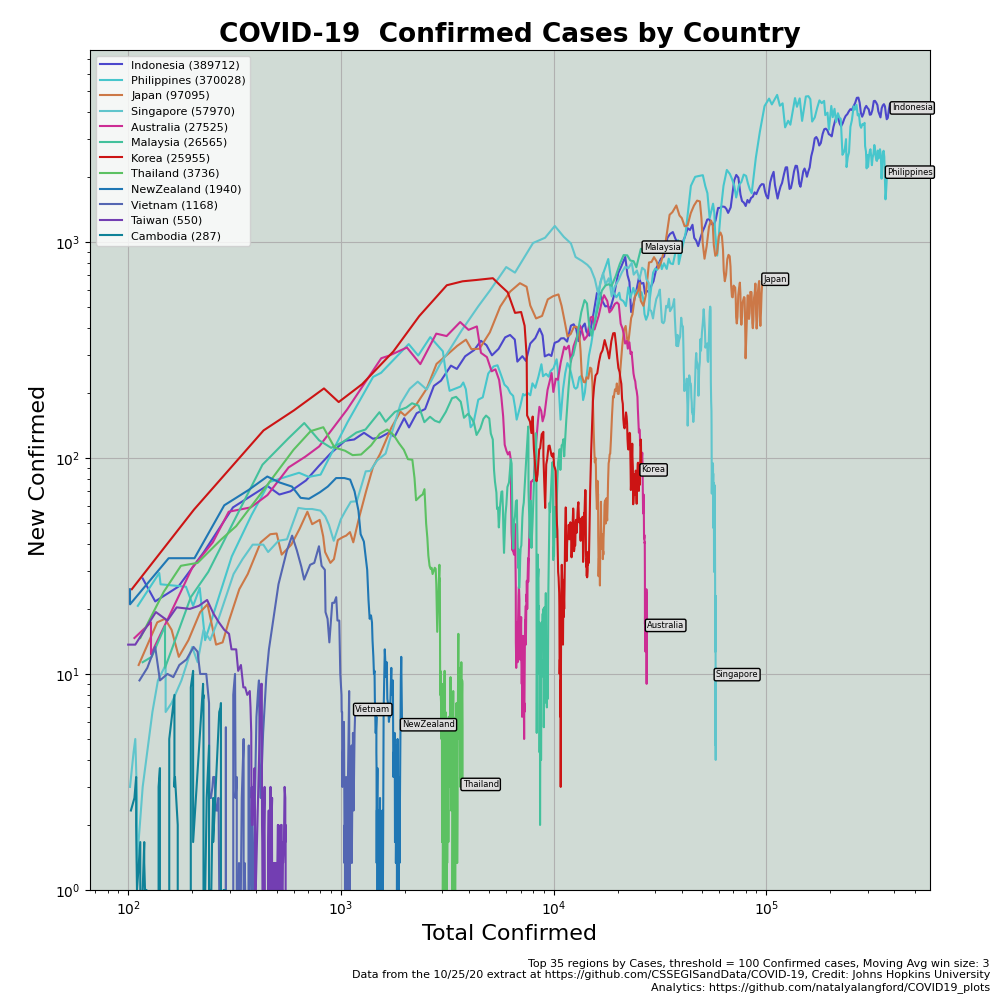 COVID-19  Confirmed Cases by Country
Indonesia (389712)
Philippines (370028)
Japan (97095)
Singapore (57970)
Australia (27525)
Malaysia (26565)
Korea (25955)
Thailand (3736)
NewZealand (1940)
Vietnam (1168)
Taiwan (550)
Cambodia (287)
Indonesia
Philippines
Malaysia
Japan
Korea
Australia
Singapore
Vietnam
NewZealand
Thailand
New Confirmed
10³
10²
10¹
10⁰
10² 10³ 10⁴ 10⁵
Total Confirmed
Top 35 regions by Cases, threshold = 100 Confirmed cases, Moving Avg win size: 3
Data from the 10/25/20 extract at https://github.com/CSSEGISandData/COVID-19, Credit: Johns Hopkins University
Analytics: https://github.com/natalyalangford/COVID19_plots